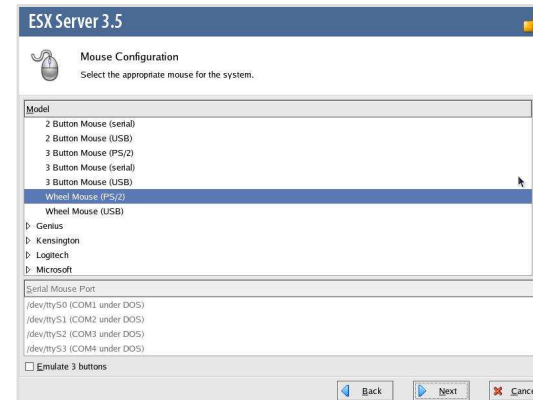 ESX Server 3.5
Mouse Configuration
Select the appropriate mouse for the system.
Model
2 Button Mouse (serial)
2 Button Mouse (USB)
3 Button Mouse (PS/2)
3 Button Mouse (serial)
3 Button Mouse (USB)
Wheel Mouse (PS/2)
Wheel Mouse (USB)
Genius
Kensington
Logitech
Microsoft
Serial Mouse Port
/dev/ttyS0 (COM1 under DOS)
/dev/ttyS1 (COM2 under DOS)
/dev/ttyS2 (COM3 under DOS)
/dev/ttyS3 (COM4 under DOS)
Emulate 3 buttons
Back Next Cance